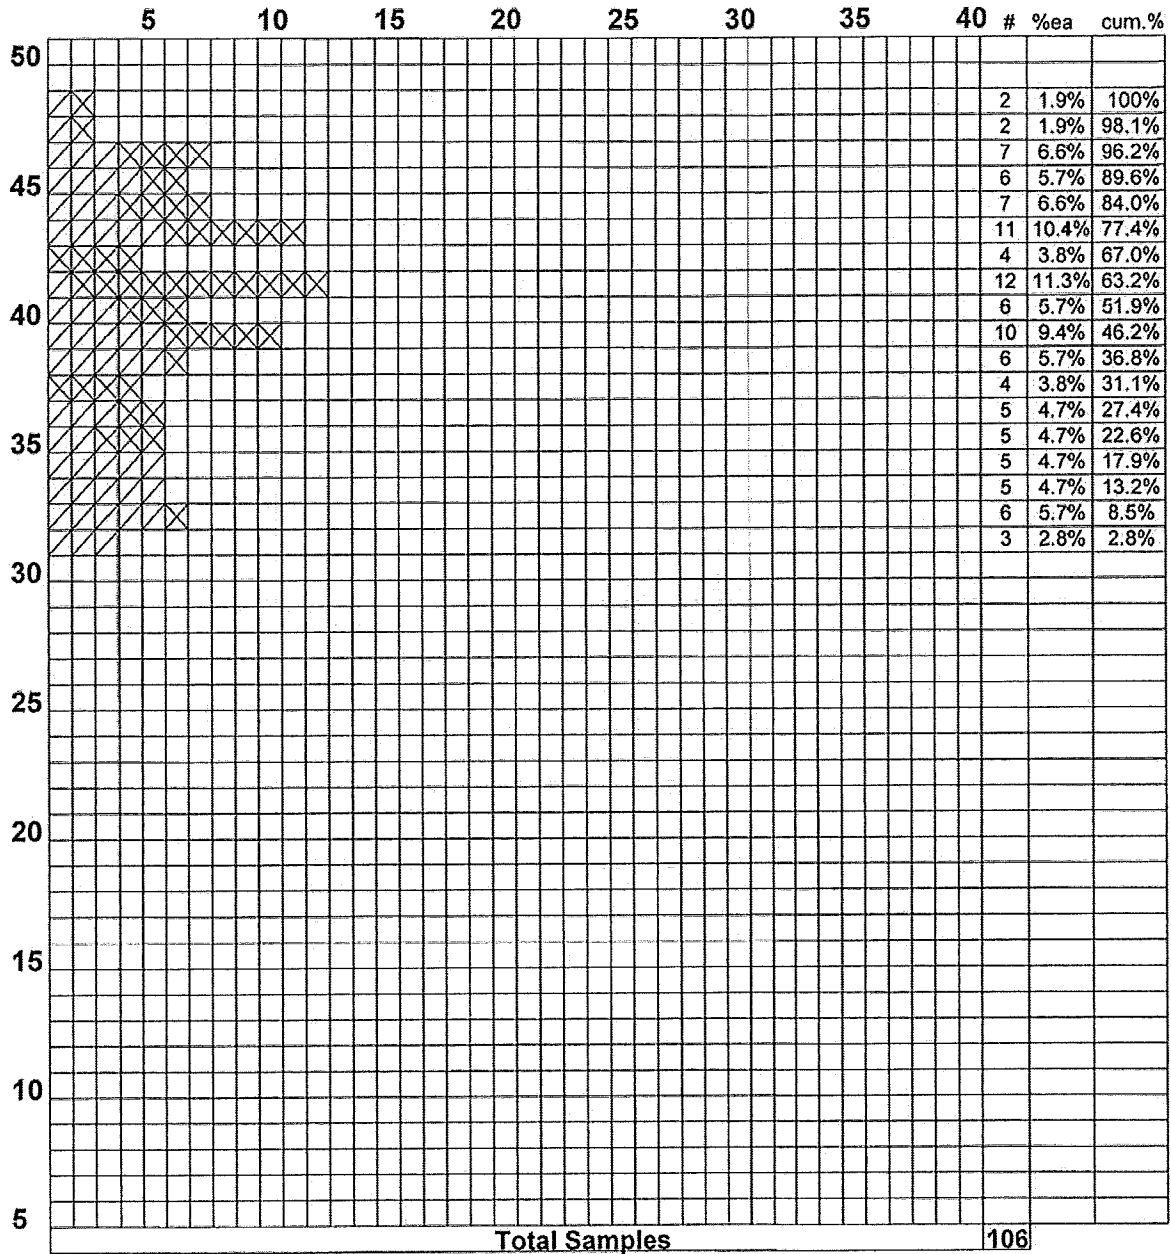 5 10 15 20 25 30 35 40 # %ea cum.%
50
2 1.9% 100%
2 1.9% 98.1%
7 6.6% 96.2%
45 6 5.7% 89.6%
7 6.6% 84.0%
11 10.4% 77.4%
4 3.8% 67.0%
12 11.3% 63.2%
40 6 5.7% 51.9%
10 9.4% 46.2%
6 5.7% 36.8%
4 3.8% 31.1%
5 4.7% 27.4%
35 5 4.7% 22.6%
5 4.7% 17.9%
5 4.7% 13.2%
6 5.7% 8.5%
3 2.8% 2.8%
30
25
20
15
10
5
Total Samples 106